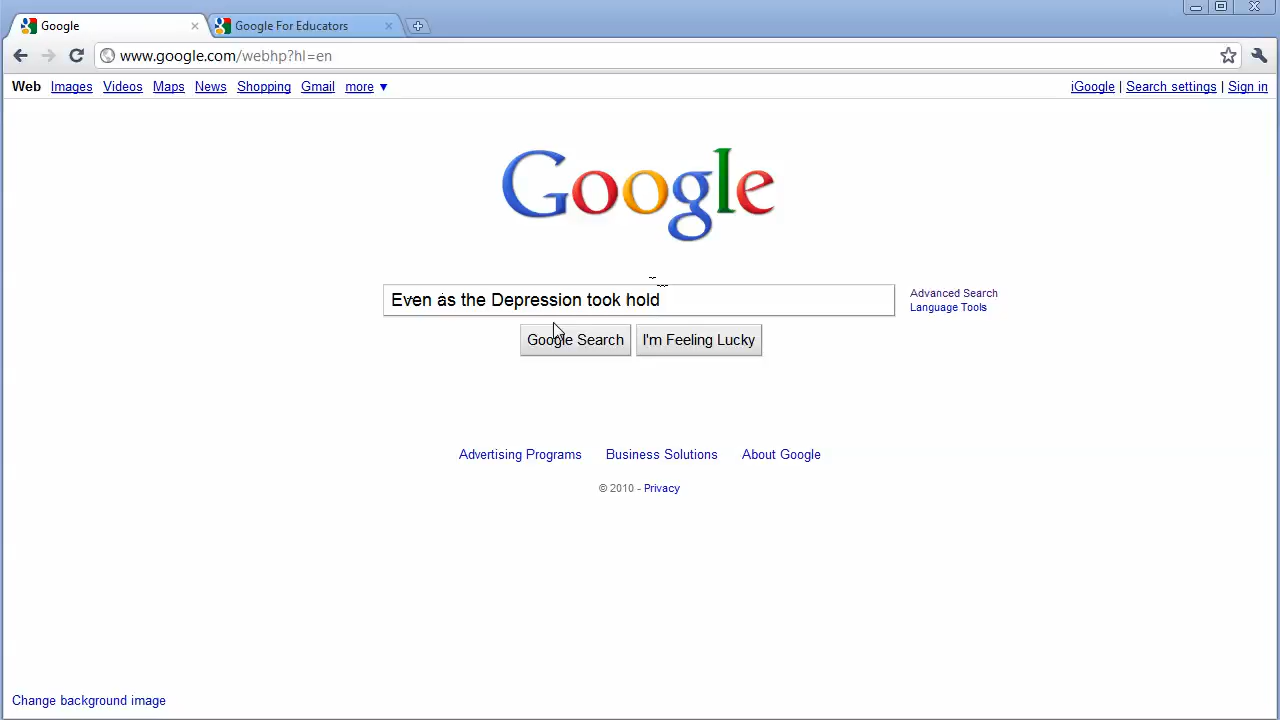 Google
Google For Educators
www.google.com/webhp?hl=en
Web Images Videos Maps News Shopping Gmail more ▼
iGoogle | Search settings | Sign in
Google
Even as the Depression took hold
Advanced Search
Language Tools
Google Search
I'm Feeling Lucky
Advertising Programs
Business Solutions
About Google
© 2010 - Privacy
Change background image